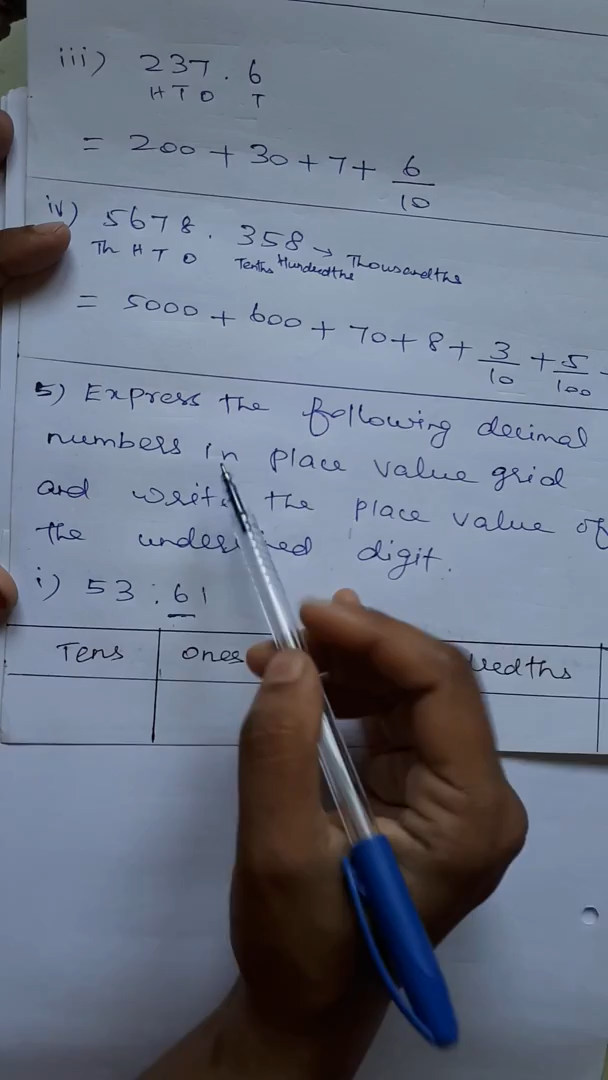 iii) 237.6
H T O T
= 200 + 30 + 7 + 6/10
iv) 5678.358 → Thousandths
Th H T O Tenths Hundredths
= 5000 + 600 + 70 + 8 + 3/10 + 5/100
5) Express the following decimal
numbers in place value grid
and the place value of
the digit.
i) 53.61
Tens ones